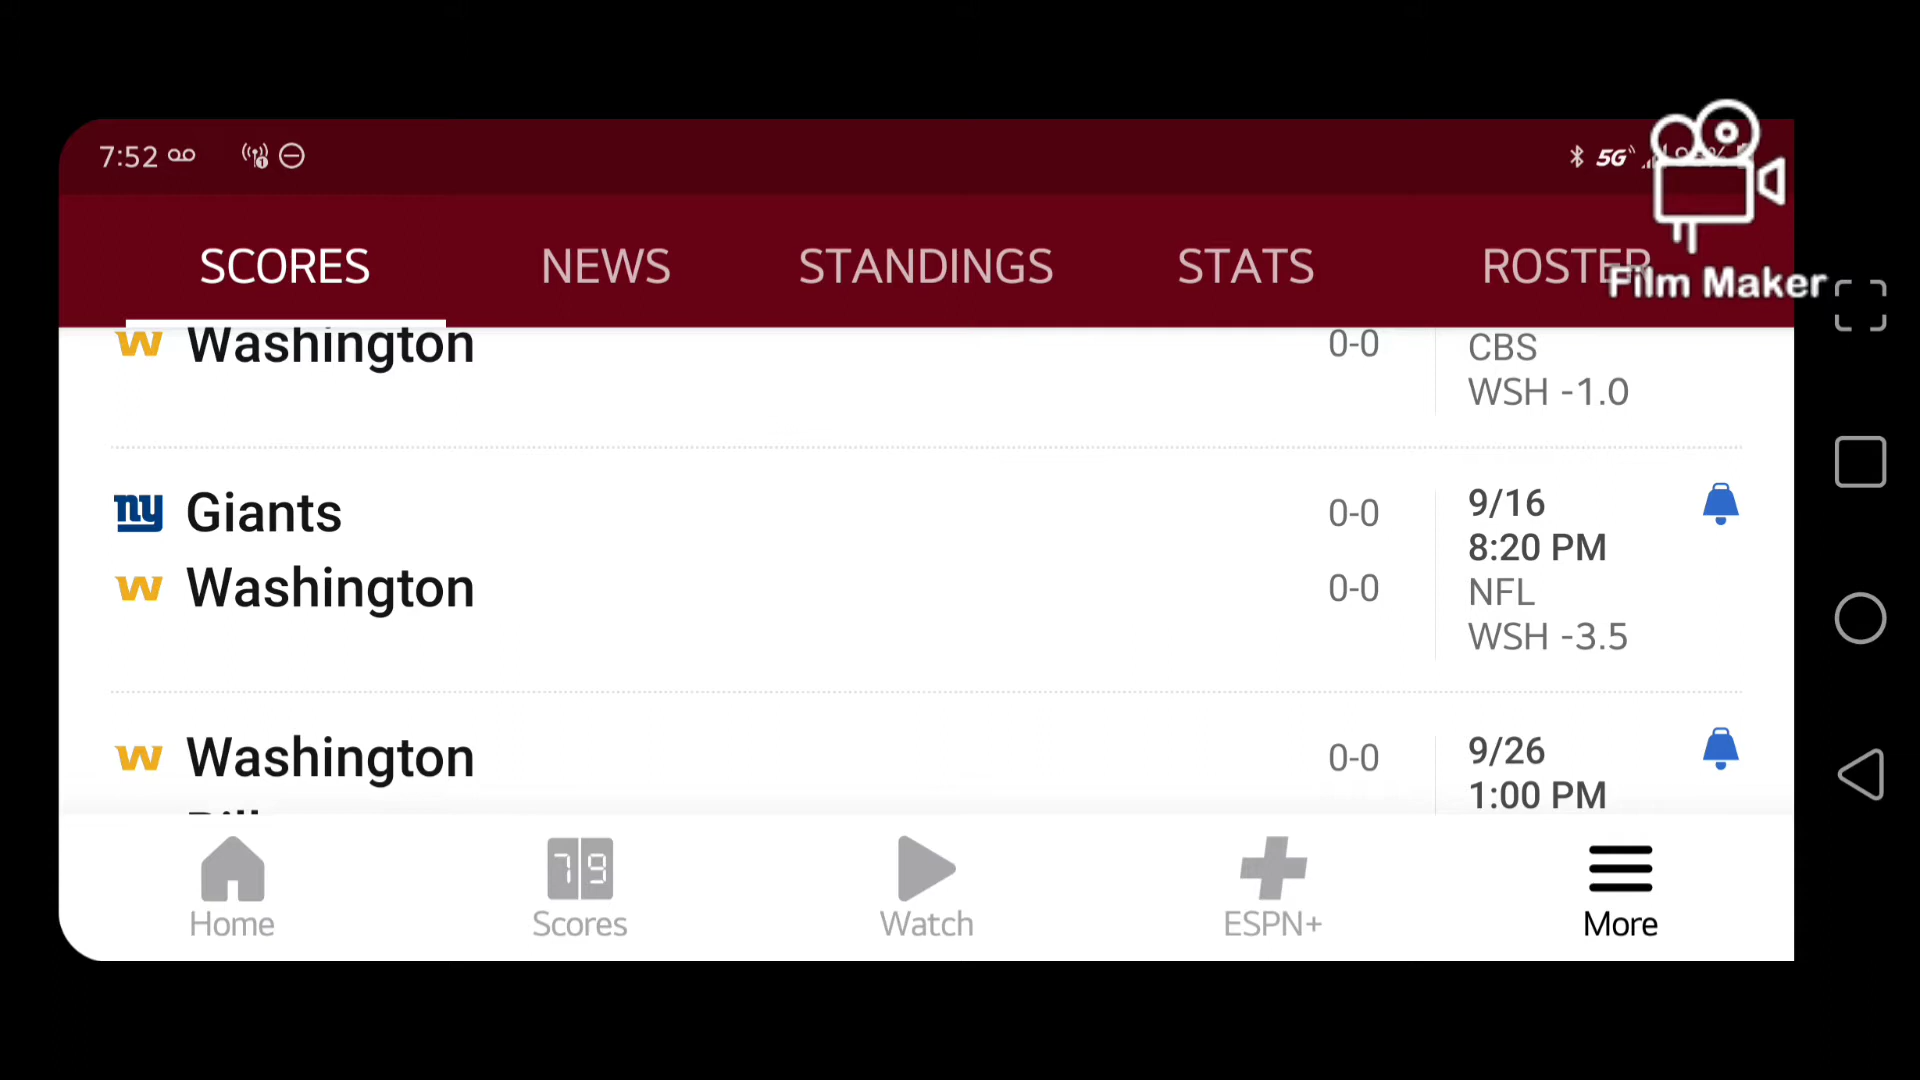 7:52
5G
SCORES NEWS STANDINGS STATS ROSTER
Film Maker
Washington 0-0 CBS
WSH -1.0
ny Giants 0-0 9/16
8:20 PM
W Washington 0-0 NFL
WSH -3.5
W Washington 0-0 9/26
1:00 PM
79
Home Scores Watch ESPN+ More